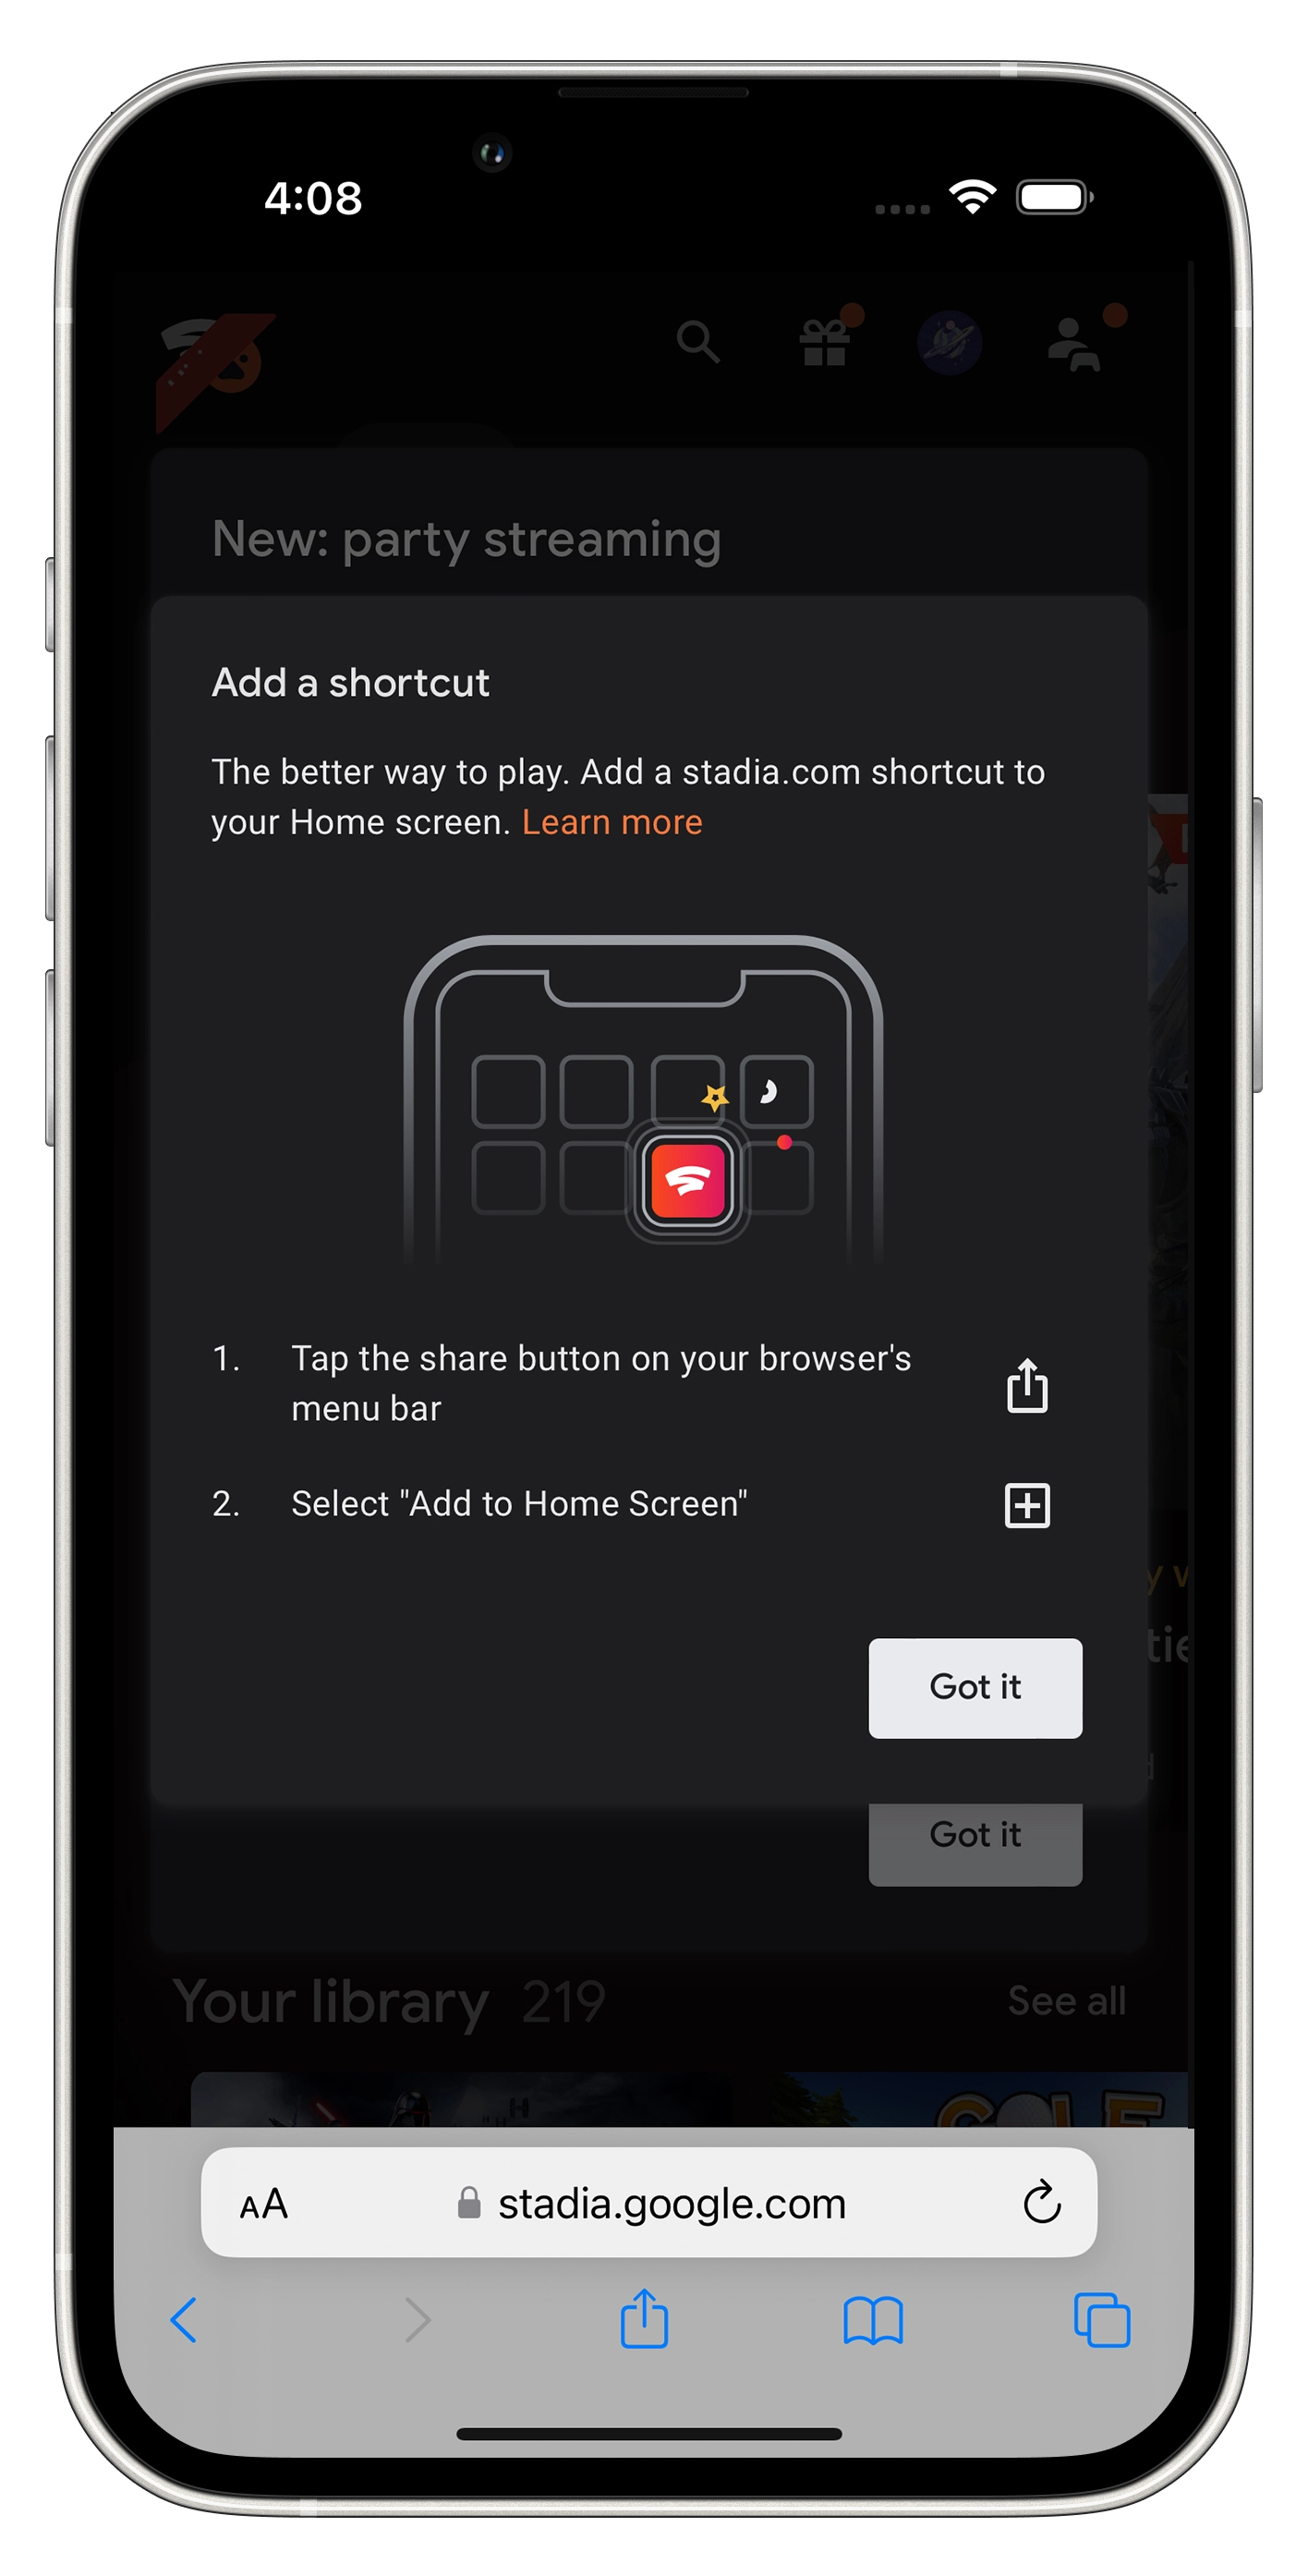 4:08
New: party streaming
Add a shortcut
The better way to play. Add a stadia.com shortcut to
your Home screen. Learn more
1. Tap the share button on your browser's
menu bar
2. Select "Add to Home Screen"
Got it
Got it
Your library 219
See all
AA
stadia.google.com